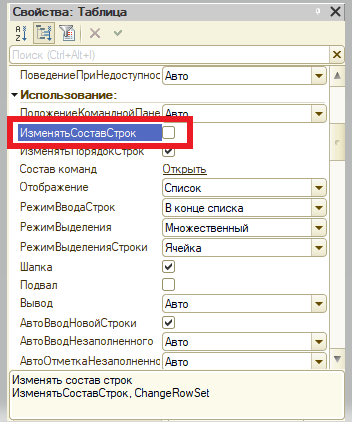 Свойства: Таблица
Поиск (Ctrl+Alt+I)
ПоведениеПриНедоступнос Авто
Использование:
ПоложениеКоманднойПане Авто
ИзменятьСоставСтрок
ИзменятьПорядокСтрок
Состав команд Открыть
Отображение Список
РежимВводаСтрок В конце списка
РежимВыделения Множественный
РежимВыделенияСтроки Ячейка
Шапка
Подвал
Вывод Авто
АвтоВводНовойСтроки
АвтоВводНезаполненного Авто
АвтоОтметкаНезаполненно Авто
Изменять состав строк
ИзменятьСоставСтрок, ChangeRowSet